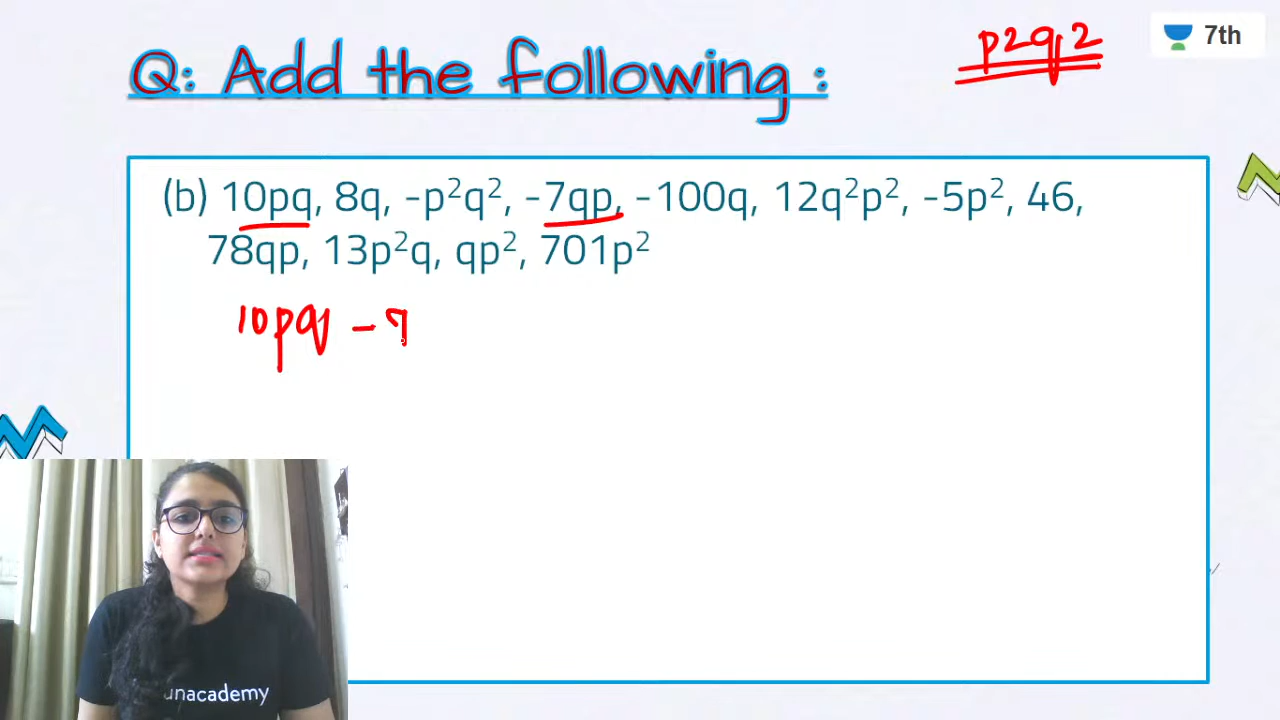 p2q2
7th
Q: Add the following :
(b) 10pq, 8q, -p²q², -7qp, -100q, 12q²p², -5p², 46,
78qp, 13p²q, qp², 701p²
10pq - 7
unacademy